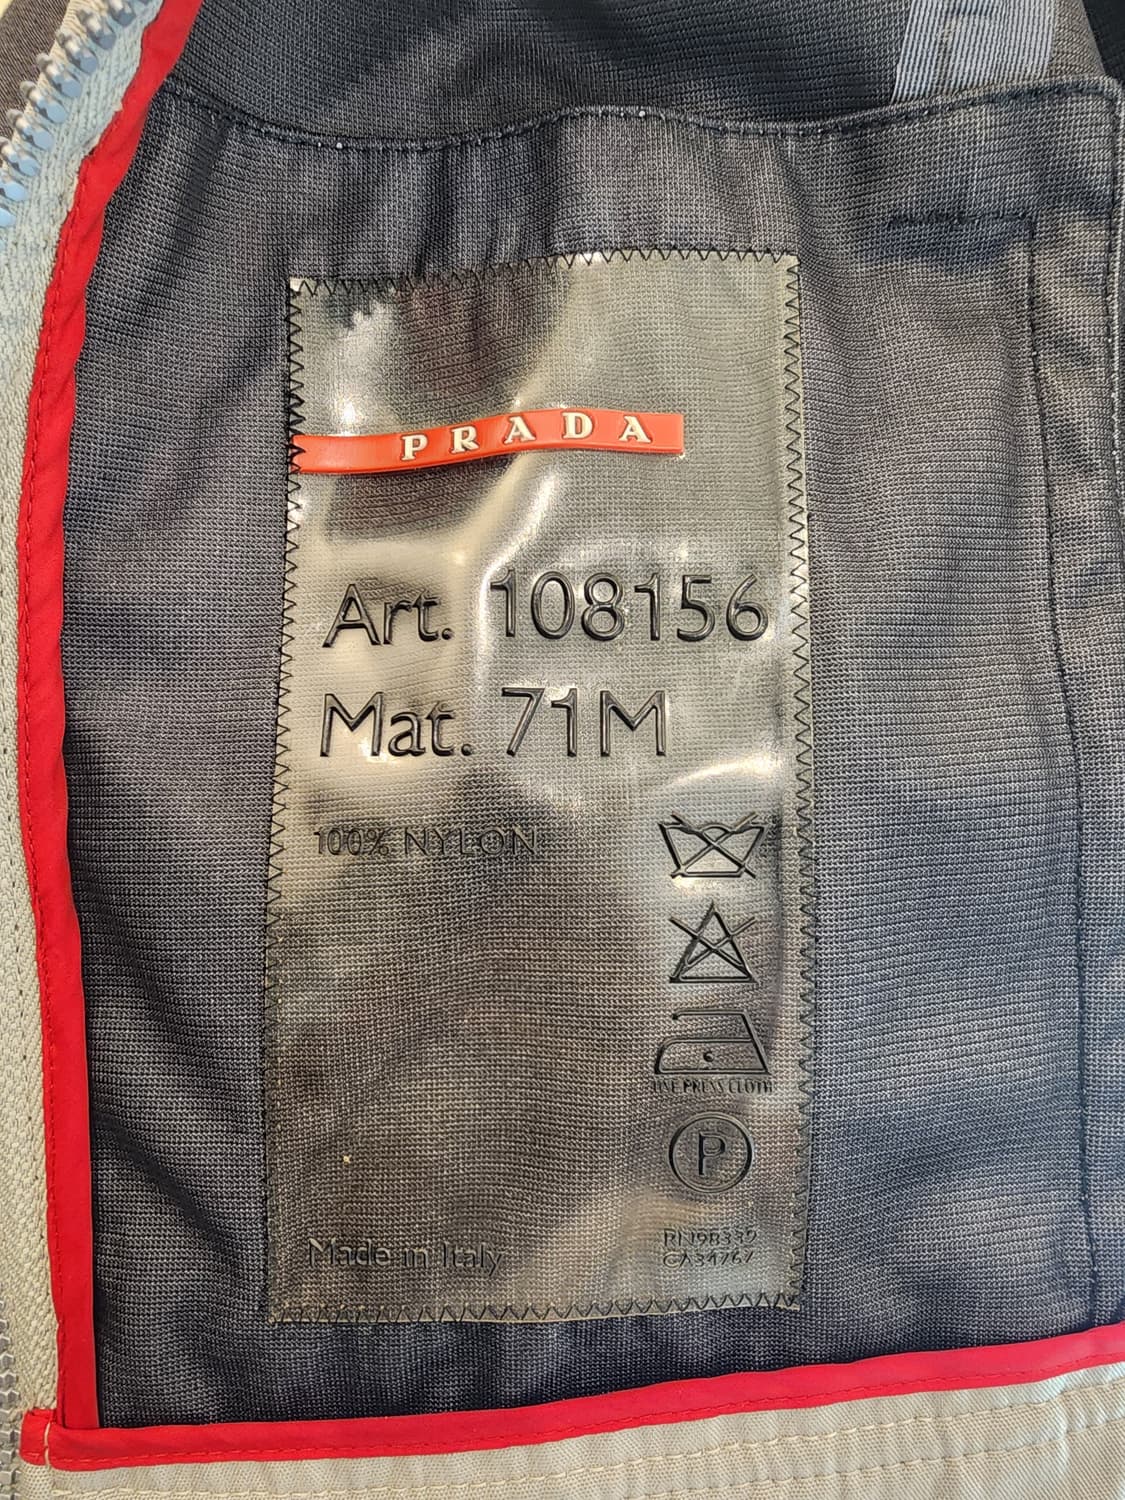 PRADA
Art. 108156
Mat. 71M
100% NYLON
USE PRESS CLOTH
P
Made in Italy
RN98339
CA34767